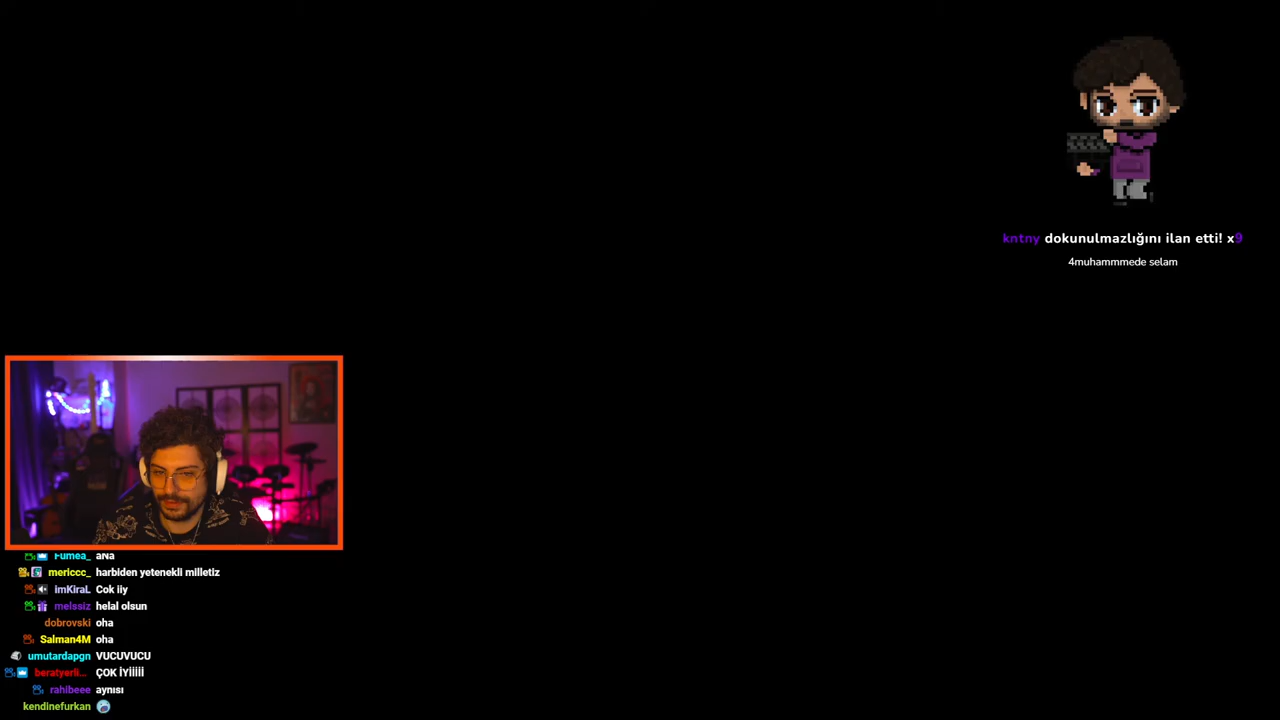 kntny dokunulmazlığını ilan etti! x9
4muhammmede selam
Fumea_ aNa
mericcc_ harbiden yetenekli milletiz
imKiraL Cok iiy
melssiz helal olsun
dobrovski oha
Salman4M oha
umutardapgn VUCUVUCU
beratyerli... ÇOK İYİİİİİ
rahibeee aynısı
kendinefurkan